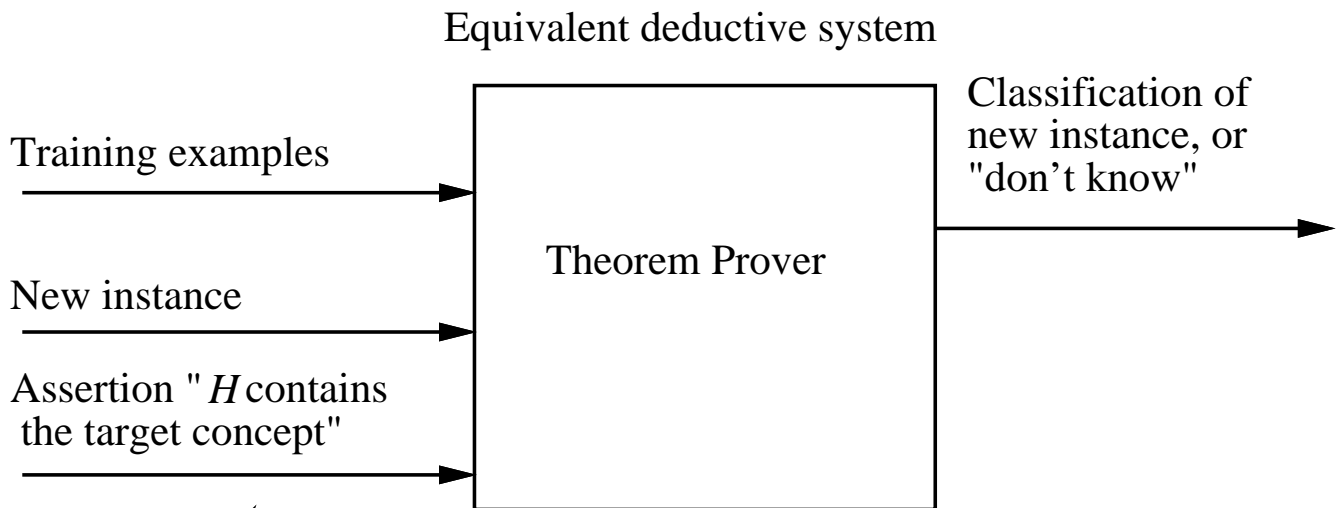 Equivalent deductive system
Classification of
new instance, or
"don't know"
Training examples
Theorem Prover
New instance
Assertion " H contains
the target concept"